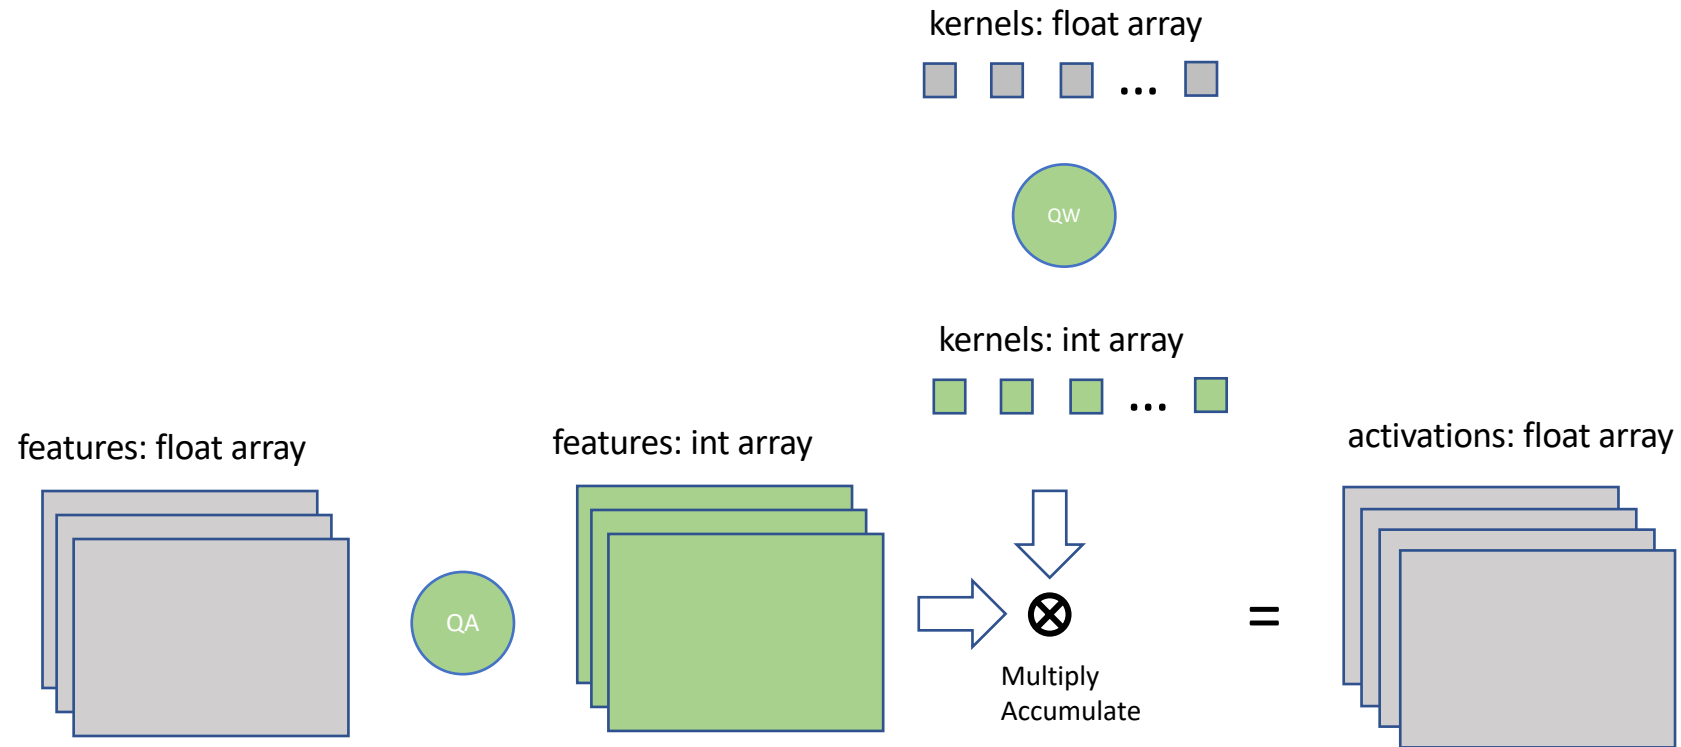 kernels: float array
...
QW
kernels: int array
...
features: float array
features: int array
activations: float array
QA
=
Multiply
Accumulate